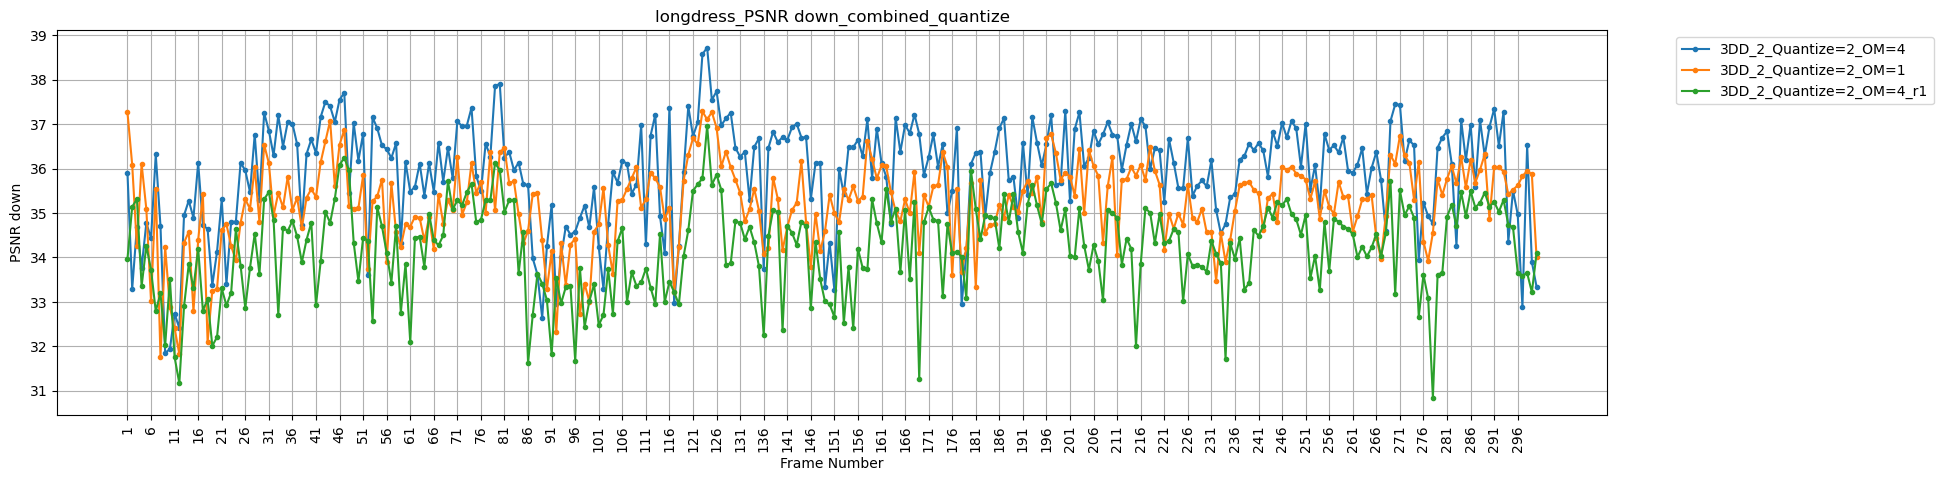 longdress_PSNR down_combined_quantize
3DD_2_Quantize=2_OM=4
3DD_2_Quantize=2_OM=1
3DD_2_Quantize=2_OM=4_r1
PSNR down
39
38
37
36
35
34
33
32
31
1 6 11 16 21 26 31 36 41 46 51 56 61 66 71 76 81 86 91 96 101 106 111 116 121 126 131 136 141 146 151 156 161 166 171 176 181 186 191 196 201 206 211 216 221 226 231 236 241 246 251 256 261 266 271 276 281 286 291 296
Frame Number